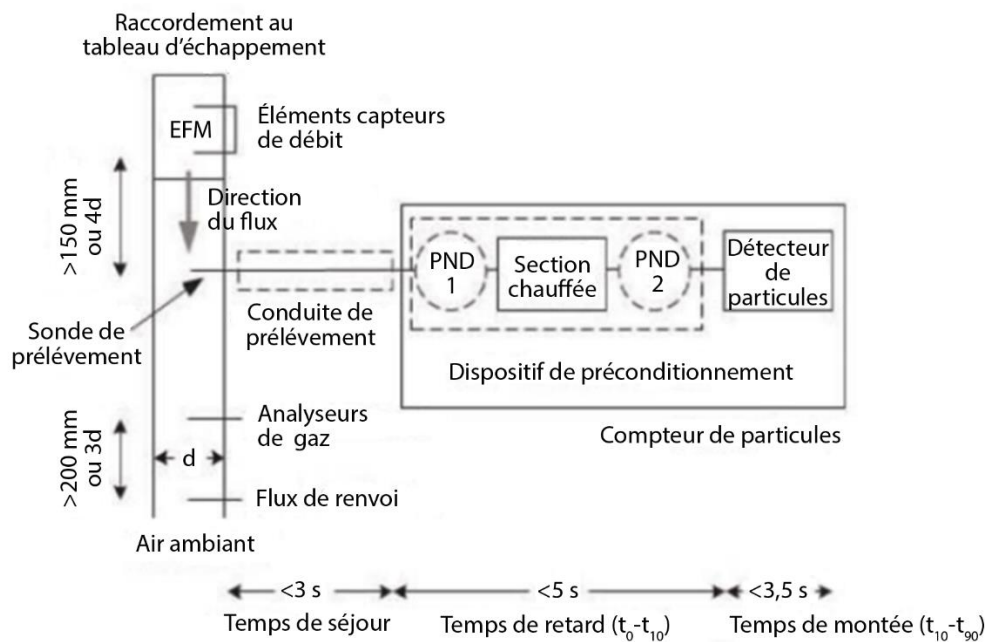 Raccordement au
tableau d'échappement
EFM
Éléments capteurs
de débit
>150 mm
ou 4d
Direction
du flux
PND
1
Section
chauffée
PND
2
Détecteur
de
particules
Conduite de
prélévement
Sonde de
prélévement
Dispositif de préconditionnement
Compteur de particules
Analyseurs
de gaz
>200 mm
ou 3d
d
Flux de renvoi
Air ambiant
<3 s
<5 s
<3,5 s
Temps de séjour
Temps de retard (t0-t10)
Temps de montée (t10-t90)